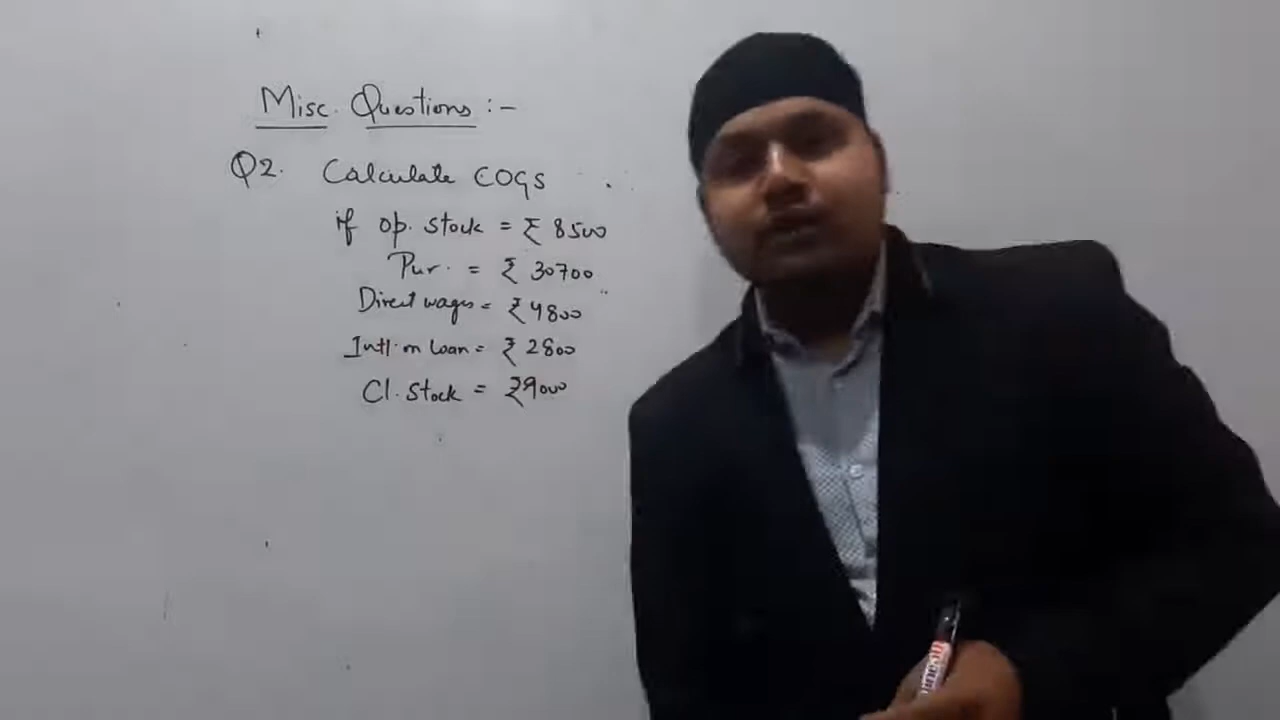 Misc. Questions :-
Q2. Calculate COGS
if op. stock = ₹ 8500
Pur. = ₹ 30700
Direct wages = ₹ 4800
Intt. on loan = ₹ 2800
Cl. Stock = ₹9000